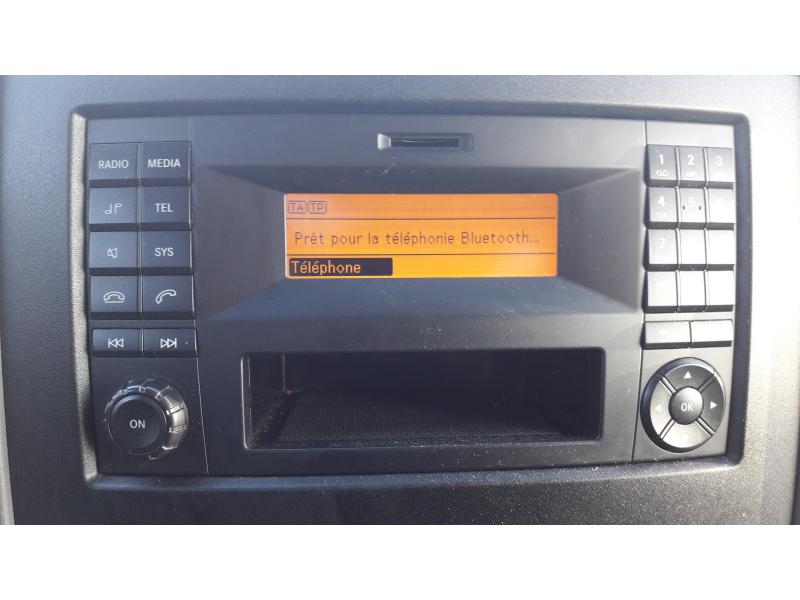 RADIO MEDIA
TEL
SYS
ON
TA TP
Prêt pour la téléphonie Bluetooth...
Téléphone
1 2 3
4 5
7
OK